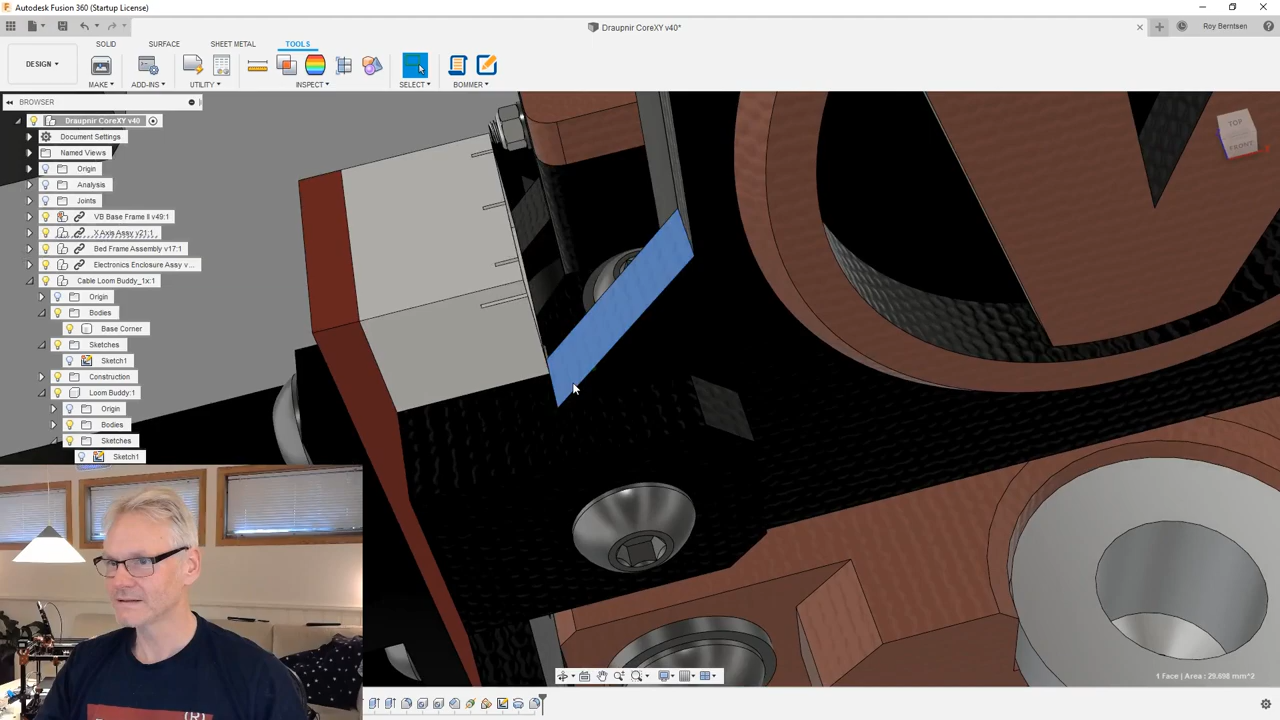 Autodesk Fusion 360 (Startup License)
Draupnir CoreXY v40*
Roy Berntsen
DESIGN
SOLID SURFACE SHEET METAL TOOLS
MAKE ADD-INS UTILITY INSPECT SELECT BOMMER
BROWSER
Draupnir CoreXY v40
Document Settings
Named Views
Origin
Analysis
Joints
VB Base Frame II v49:1
X Axis Assy v21:1
Bed Frame Assembly v17:1
Electronics Enclosure Assy v...
Cable Loom Buddy_1x:1
Origin
Bodies
Base Corner
Sketches
Sketch1
Construction
Loom Buddy:1
Origin
Bodies
Sketches
Sketch1
TOP
FRONT
1 Face | Area : 29.698 mm^2
(R)